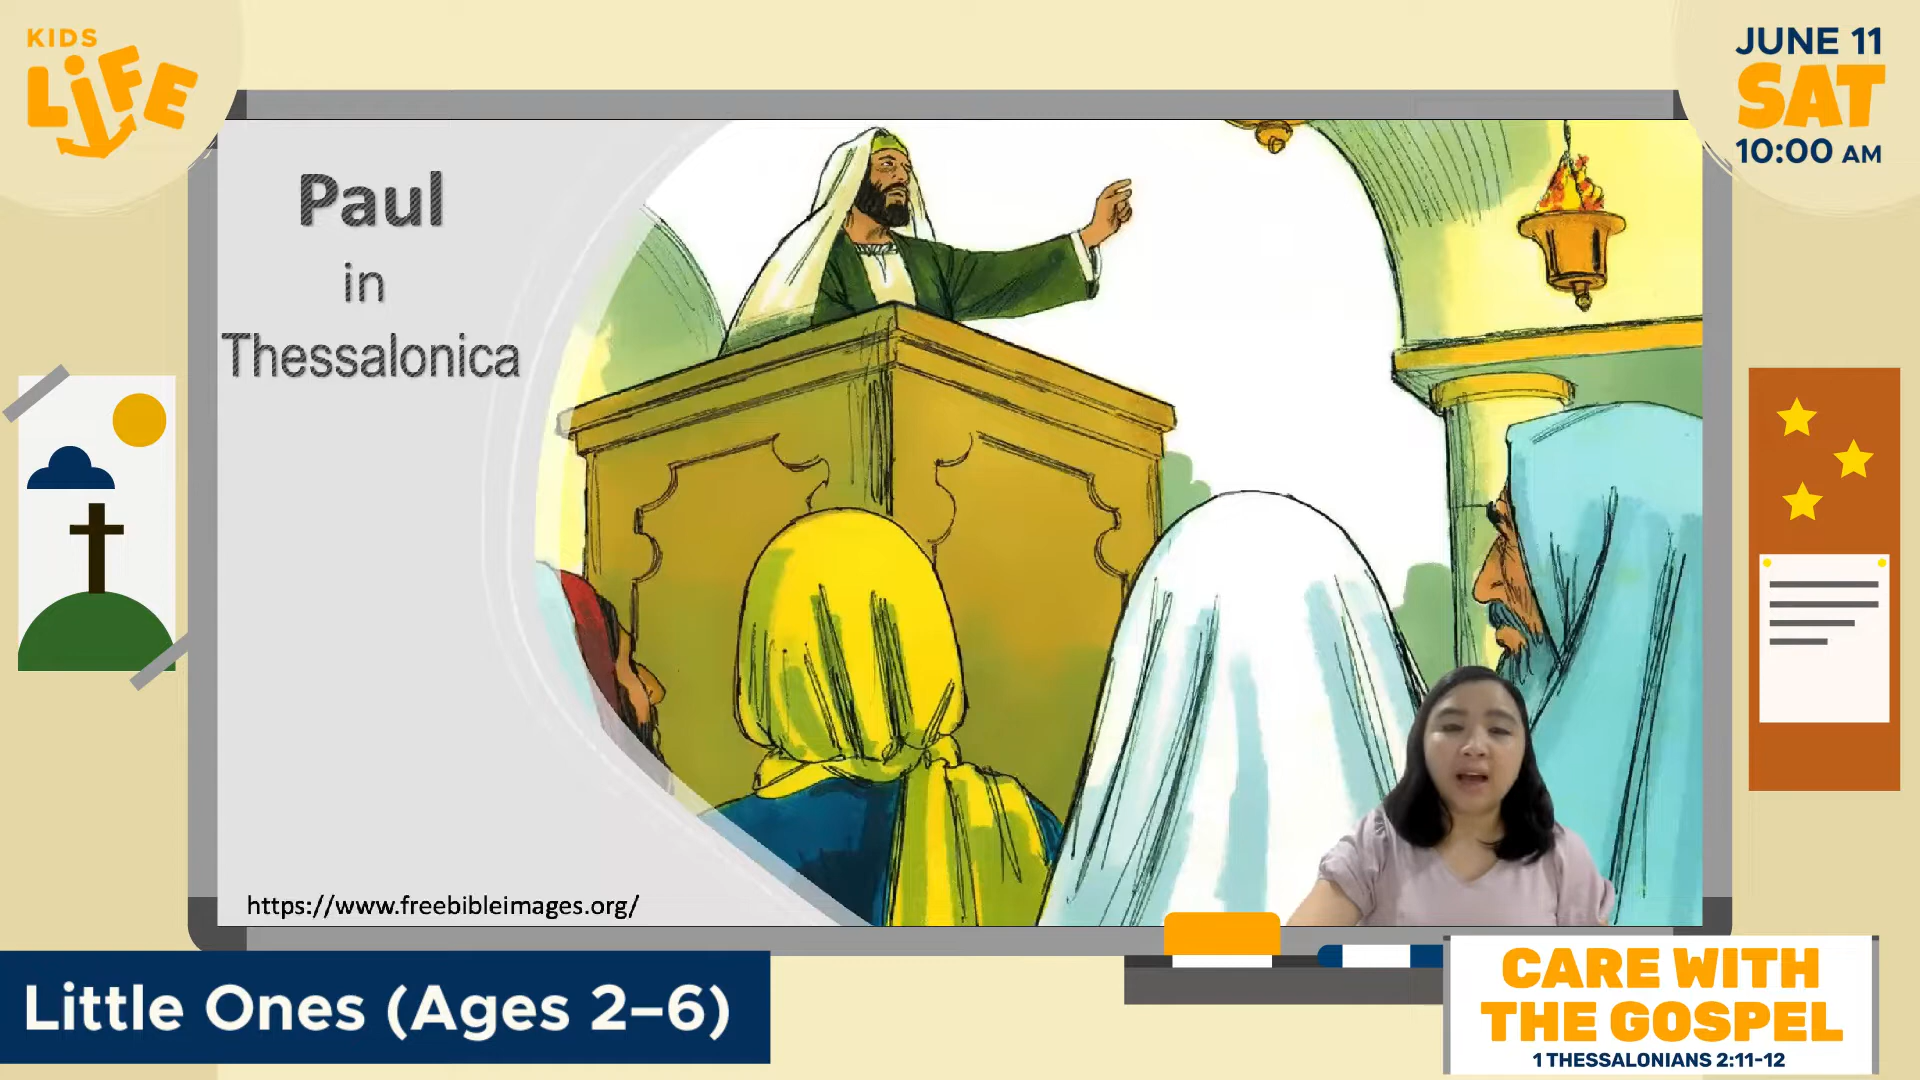 KIDS
LiFE
JUNE 11
SAT
10:00 AM
Paul
in
Thessalonica
https://www.freebibleimages.org/
Little Ones (Ages 2–6)
CARE WITH
THE GOSPEL
1 THESSALONIANS 2:11-12